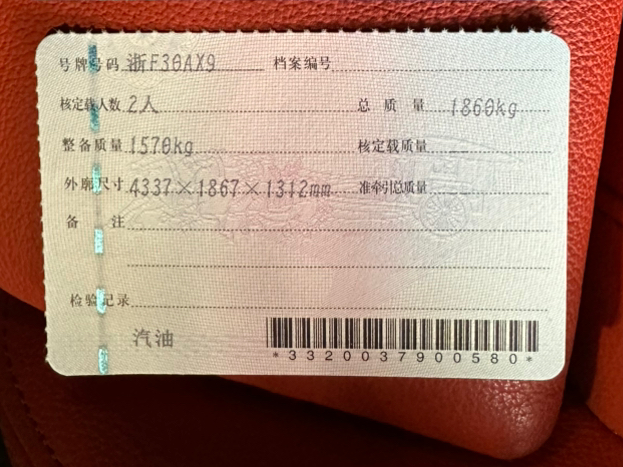 号牌号码 浙F30AX9 档案编号
核定载人数 2人 总质量 1860kg
整备质量 1570kg 核定载质量 --
外廓尺寸 4337×1867×1312mm 准牵引总质量 --
备注
检验记录
汽油
*3320037900580*